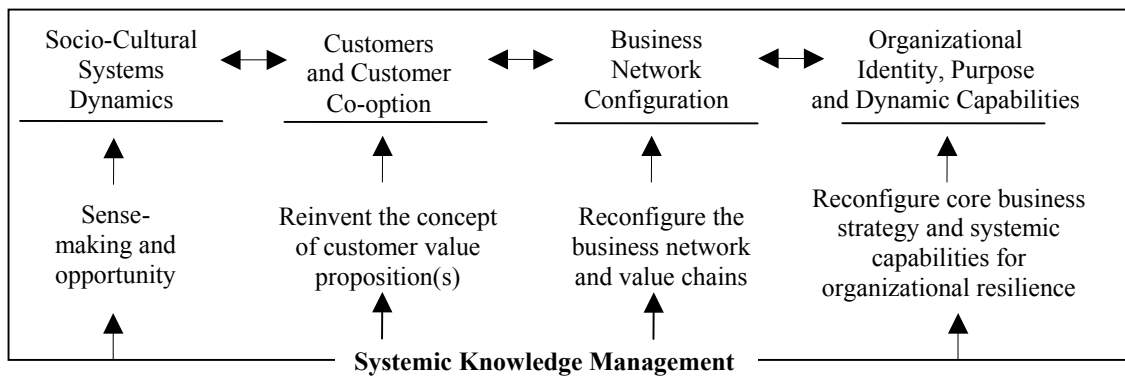 Socio-Cultural
Systems
Dynamics
Customers
and Customer
Co-option
Business
Network
Configuration
Organizational
Identity, Purpose
and Dynamic Capabilities
Sense-
making and
opportunity
Reinvent the concept
of customer value
proposition(s)
Reconfigure the
business network
and value chains
Reconfigure core business
strategy and systemic
capabilities for
organizational resilience
Systemic Knowledge Management